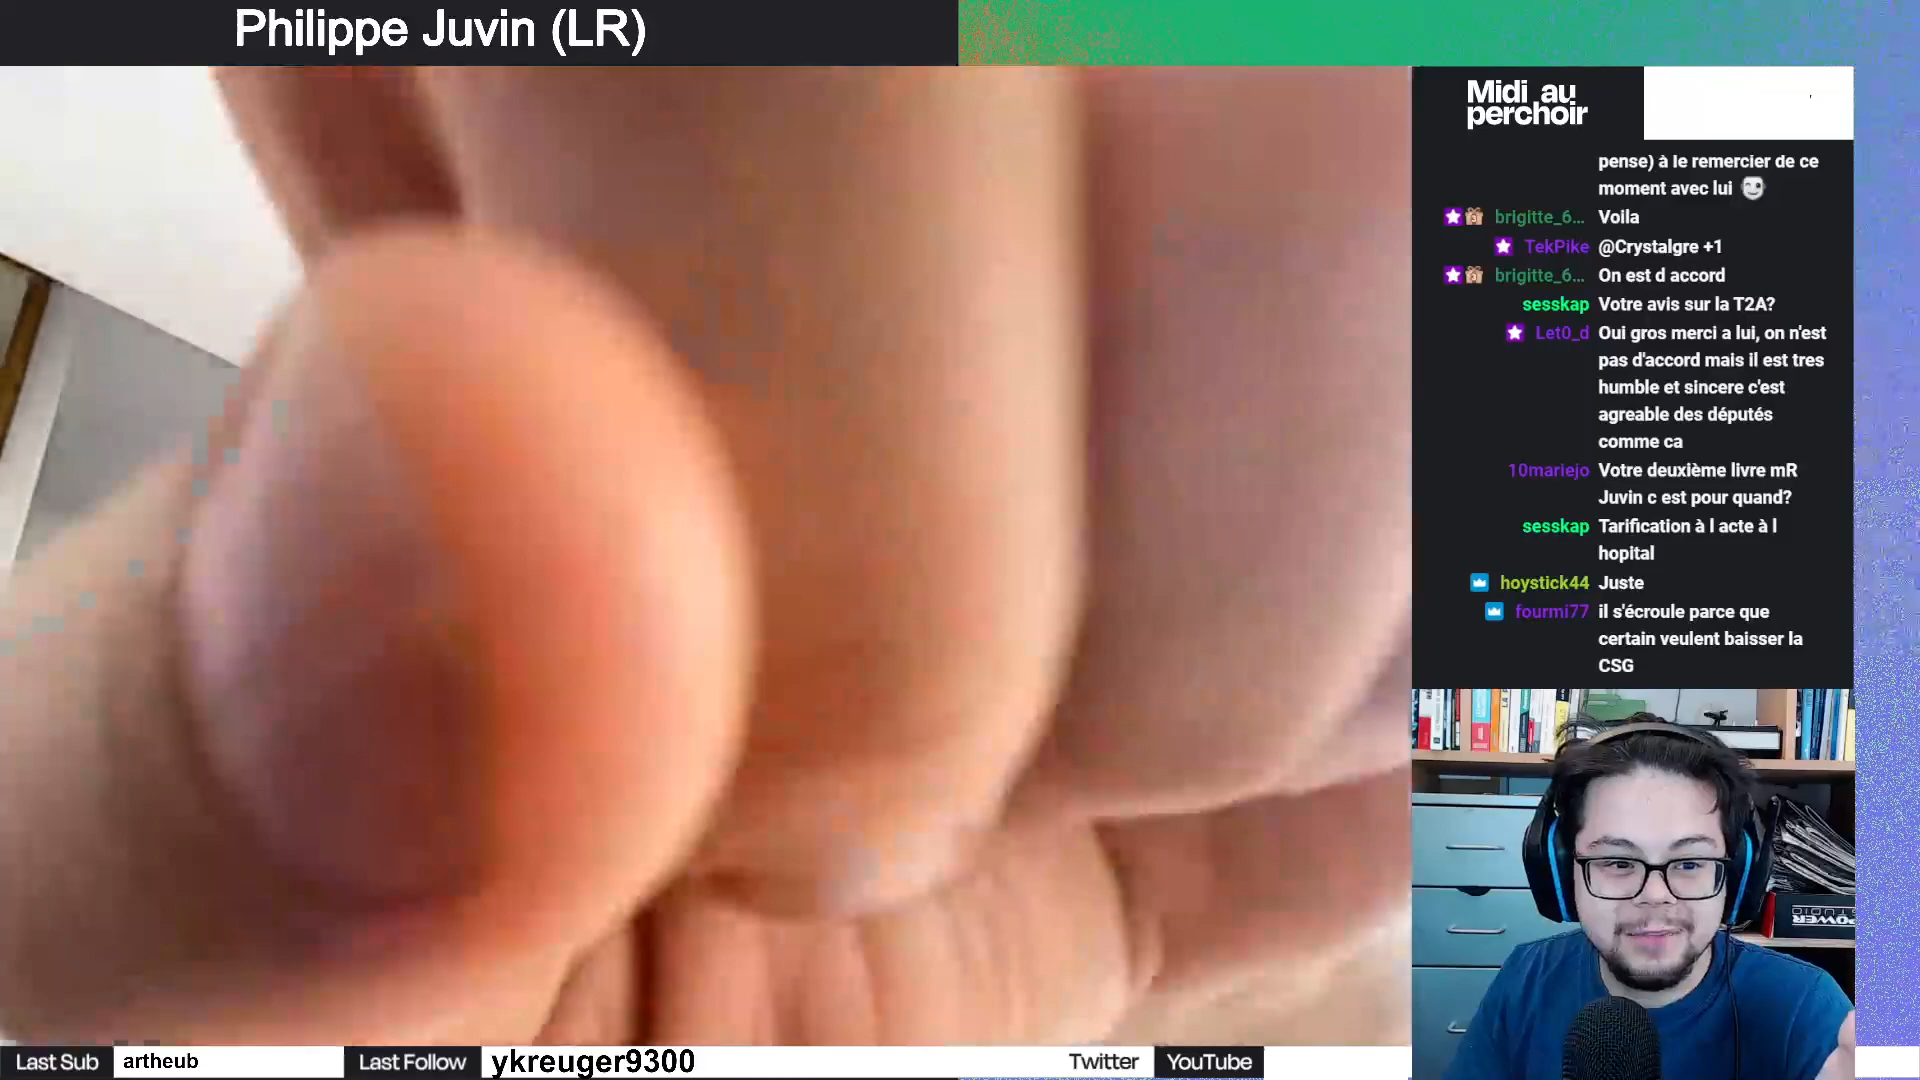 Philippe Juvin (LR)
Midi au
perchoir
pense) à le remercier de ce
moment avec lui
brigitte_6... Voila
TekPike @Crystalgre +1
brigitte_6... On est d accord
sesskap Votre avis sur la T2A?
Let0_d Oui gros merci a lui, on n'est
pas d'accord mais il est tres
humble et sincere c'est
agreable des députés
comme ca
10mariejo Votre deuxième livre mR
Juvin c est pour quand?
sesskap Tarification à l acte à l
hopital
hoystick44 Juste
fourmi77 il s'écroule parce que
certain veulent baisser la
CSG
POWER
STUDIO
Last Sub artheub Last Follow ykreuger9300 Twitter YouTube